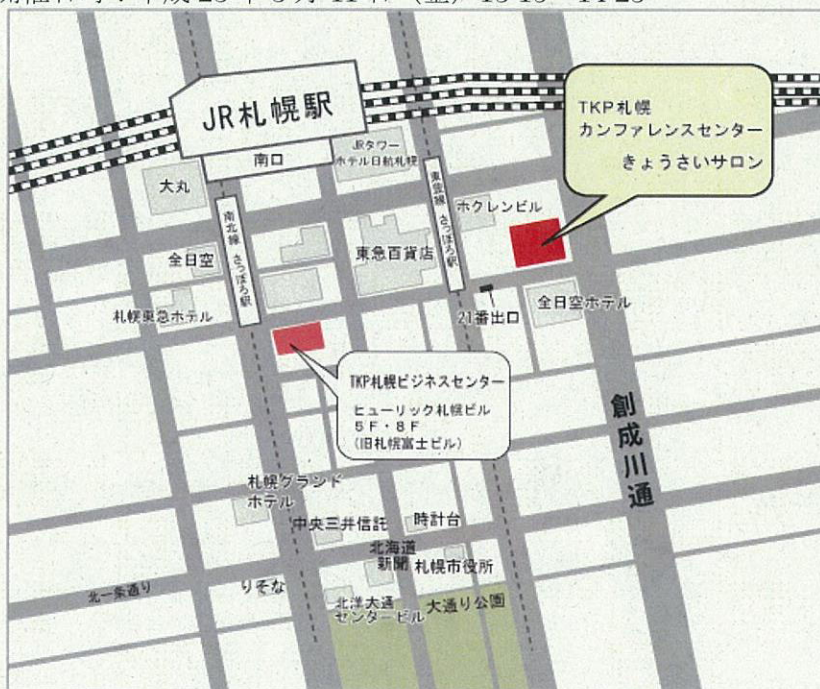 JR札幌駅
南口
JRタワー
ホテル日航札幌
大丸
TKP札幌
カンファレンスセンター
きょうさいサロン
南北線 さっぽろ駅
東豊線 さっぽろ駅
ホクレンビル
全日空
東急百貨店
札幌東急ホテル
21番出口
全日空ホテル
TKP札幌ビジネスセンター
ヒューリック札幌ビル
5F・8F
(旧札幌富士ビル)
創成川通
札幌グランド
ホテル
中央三井信託
時計台
北海道
新聞
札幌市役所
北一条通り
りそな
北洋大通
センタービル
大通り公園